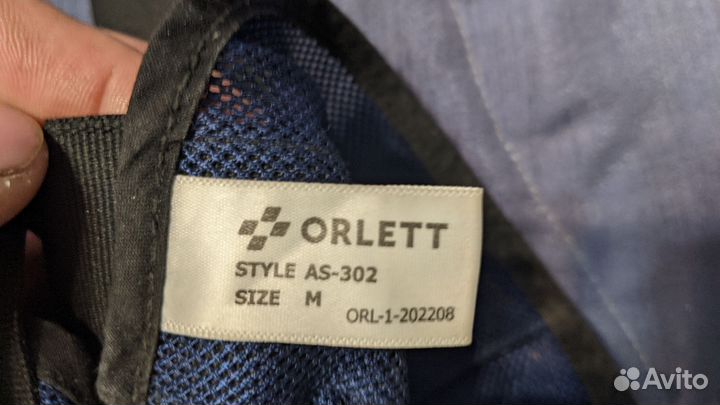 ORLETT
STYLE AS-302
SIZE M
ORL-1-202208
Avito